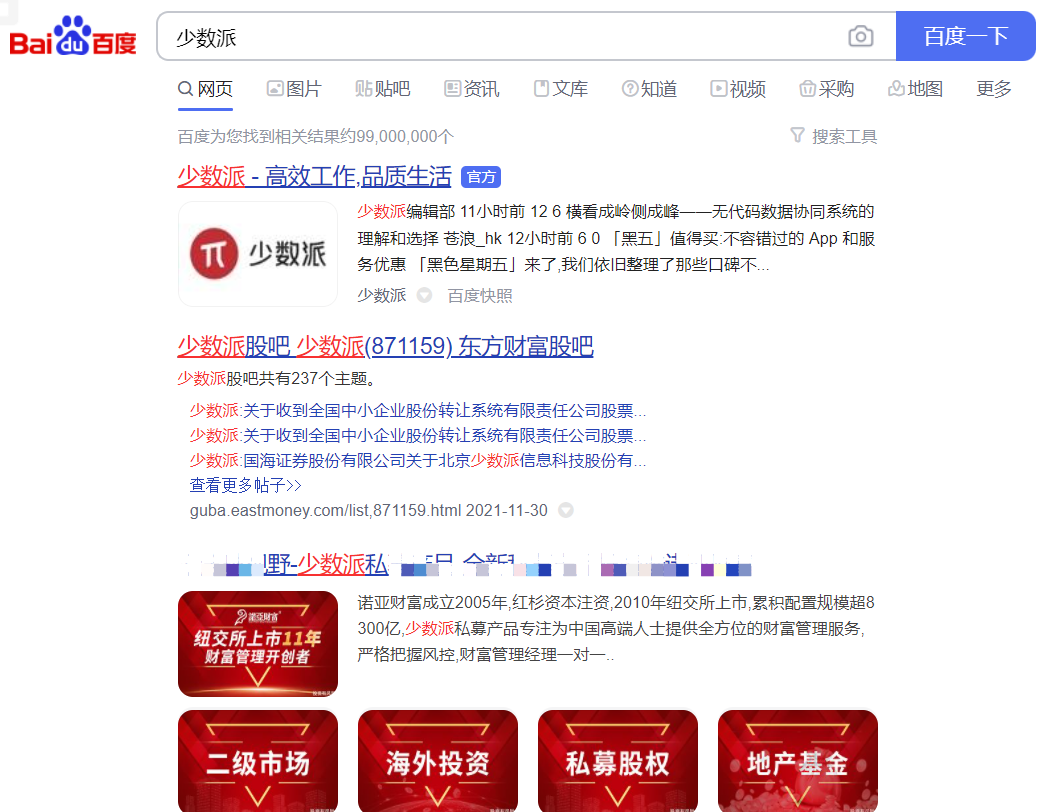 Bai du 百度
少数派
百度一下
网页 图片 贴吧 资讯 文库 知道 视频 采购 地图 更多
百度为您找到相关结果约99,000,000个
搜索工具
少数派 - 高效工作,品质生活 官方
少数派
少数派编辑部 11小时前 12 6 横看成岭侧成峰——无代码数据协同系统的
理解和选择 苍浪_hk 12小时前 6 0 「黑五」值得买:不容错过的 App 和服
务优惠 「黑色星期五」来了,我们依旧整理了那些口碑不...
少数派 百度快照
少数派股吧 少数派(871159) 东方财富股吧
少数派股吧共有237个主题。
少数派:关于收到全国中小企业股份转让系统有限责任公司股票...
少数派:关于收到全国中小企业股份转让系统有限责任公司股票...
少数派:国海证券股份有限公司关于北京少数派信息科技股份有...
查看更多帖子>>
guba.eastmoney.com/list,871159.html 2021-11-30
野-少数派私
诺亚财富
纽交所上市11年
财富管理开创者
诺亚财富成立2005年,红杉资本注资,2010年纽交所上市,累积配置规模超8
300亿,少数派私募产品专注为中国高端人士提供全方位的财富管理服务,
严格把握风控,财富管理经理一对一..
二级市场
海外投资
私募股权
地产基金